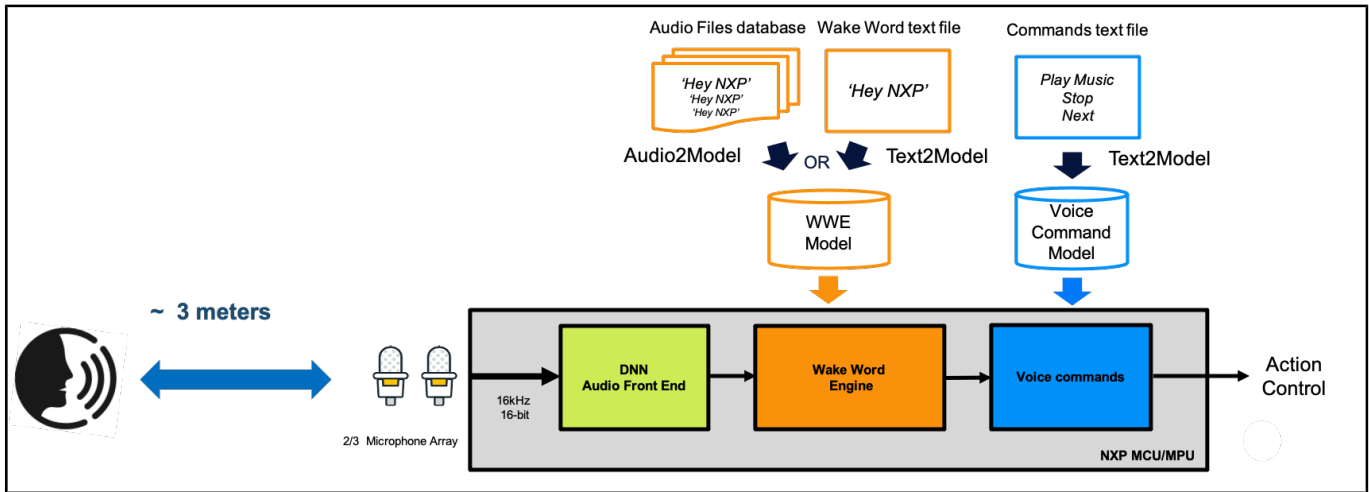 Audio Files database
Wake Word text file
Commands text file
‘Hey NXP’
‘Hey NXP’
‘Hey NXP’
‘Hey NXP’
Play Music
Stop
Next
Audio2Model
OR
Text2Model
Text2Model
WWE
Model
Voice
Command
Model
~ 3 meters
DNN
Audio Front End
Wake Word
Engine
Voice commands
Action
Control
16kHz
16-bit
2/3 Microphone Array
NXP MCU/MPU